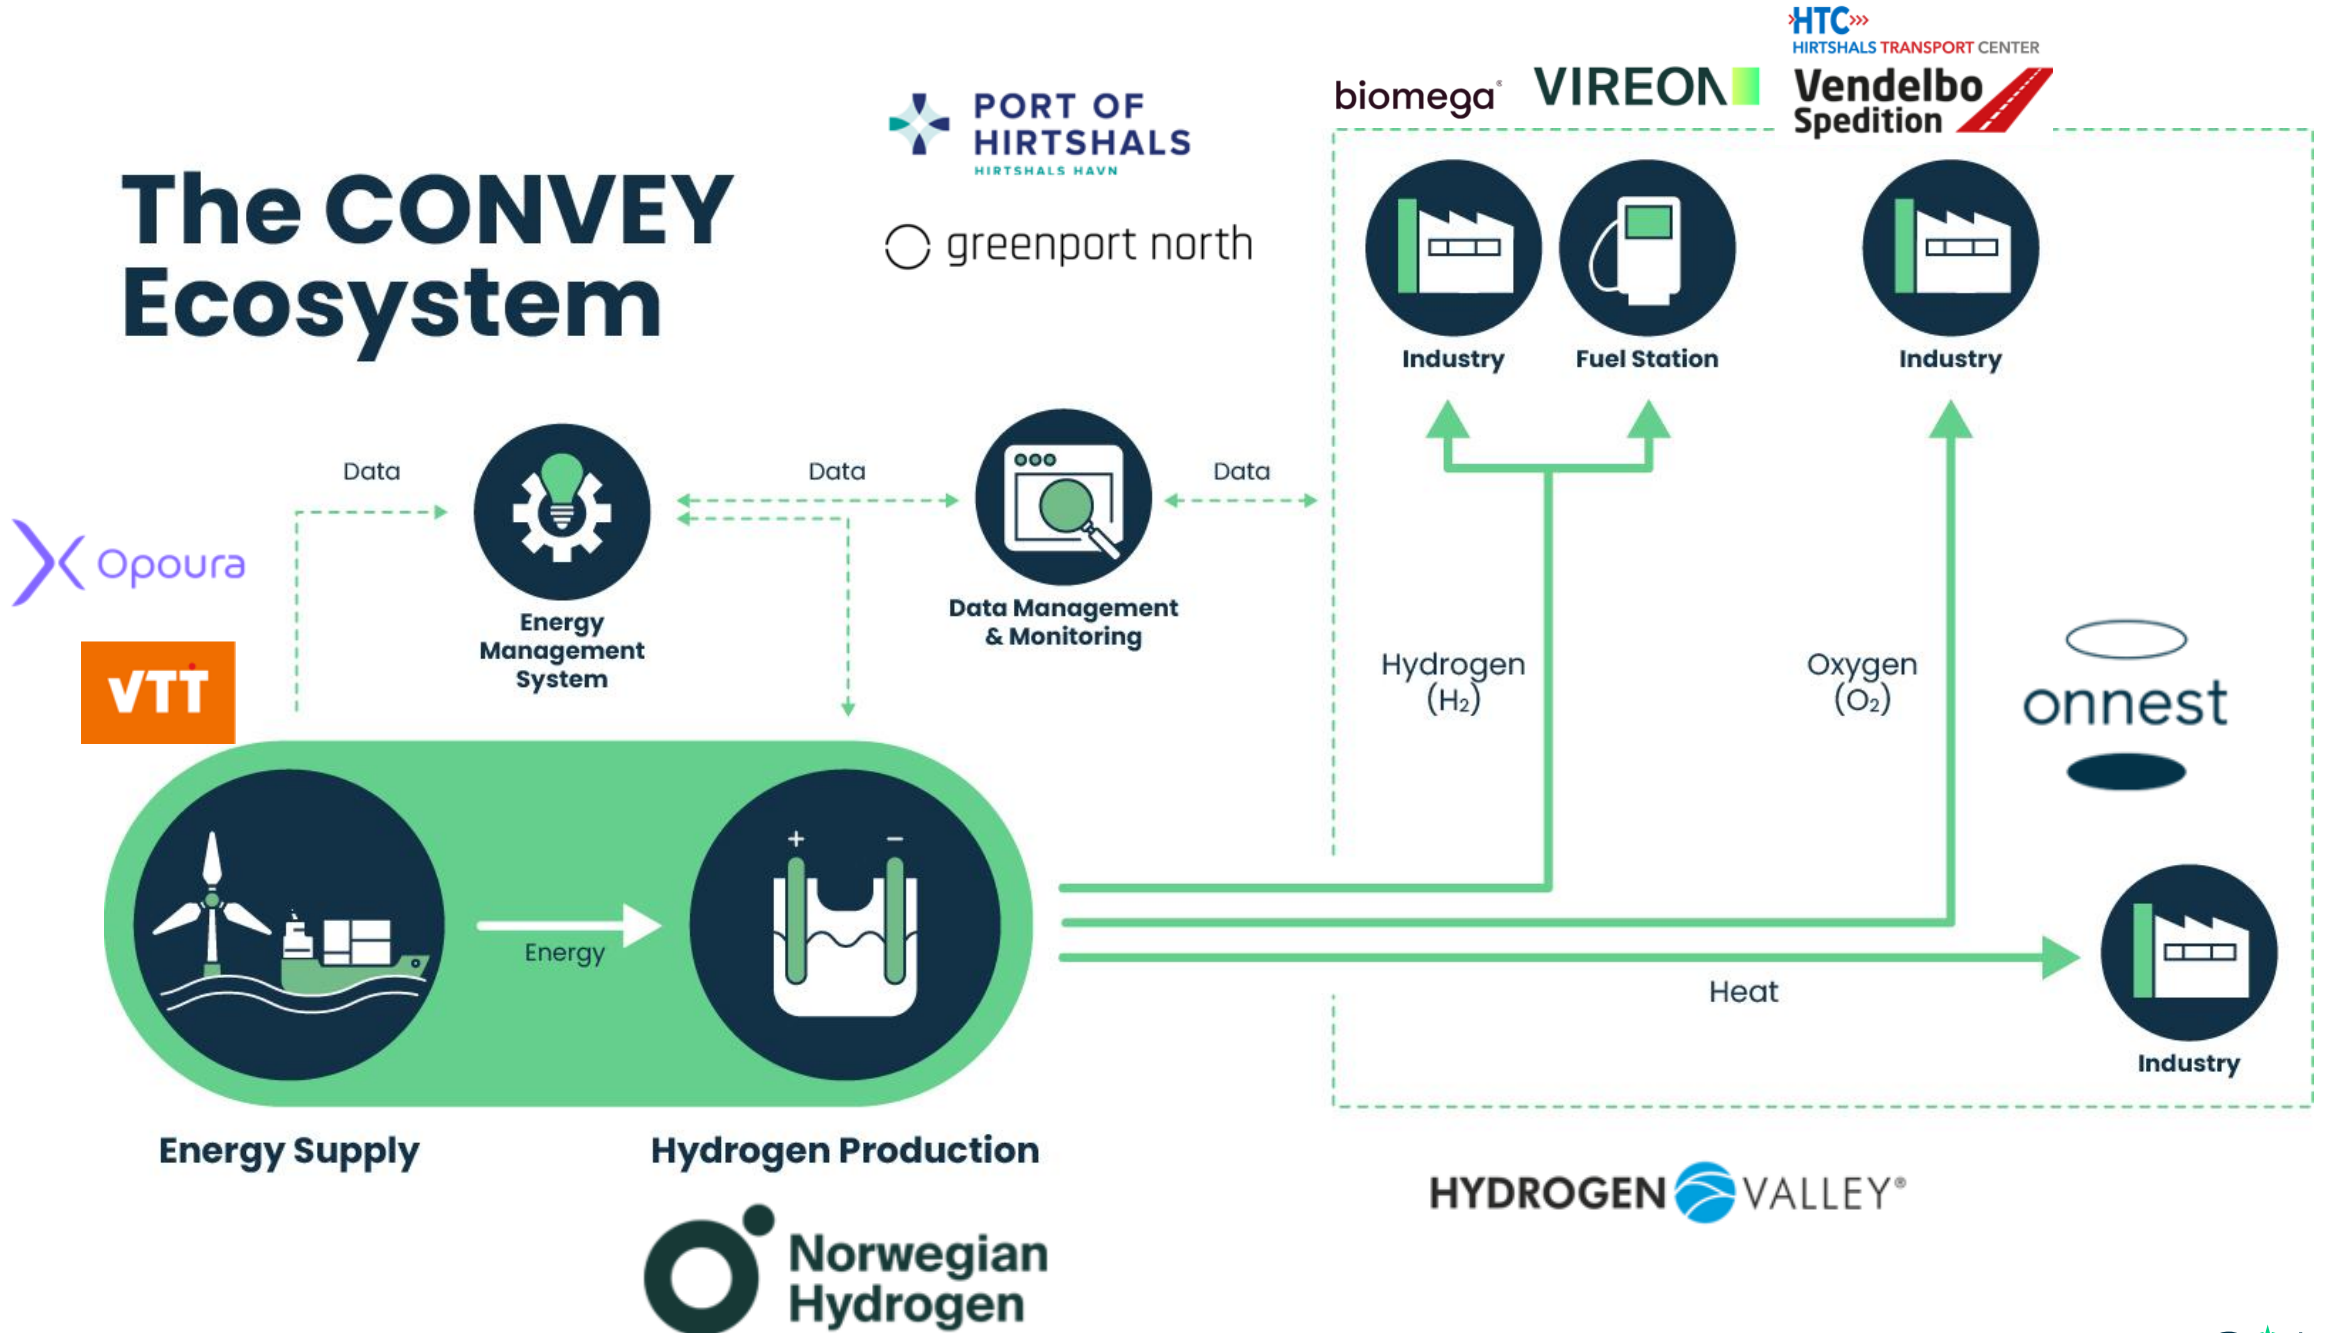 The CONVEY
Ecosystem
PORT OF
HIRTSHALS
HIRTSHALS HAVN
greenport north
biomega®
VIREON
HTC
HIRTSHALS TRANSPORT CENTER
Vendelbo
Spedition
Industry
Fuel Station
Industry
Data
Data
Data
Energy
Management
System
Data Management
& Monitoring
Opoura
VTT
Hydrogen
(H₂)
Oxygen
(O₂)
onnest
+
−
Energy
Heat
Industry
Energy Supply
Hydrogen Production
HYDROGEN VALLEY®
Norwegian
Hydrogen